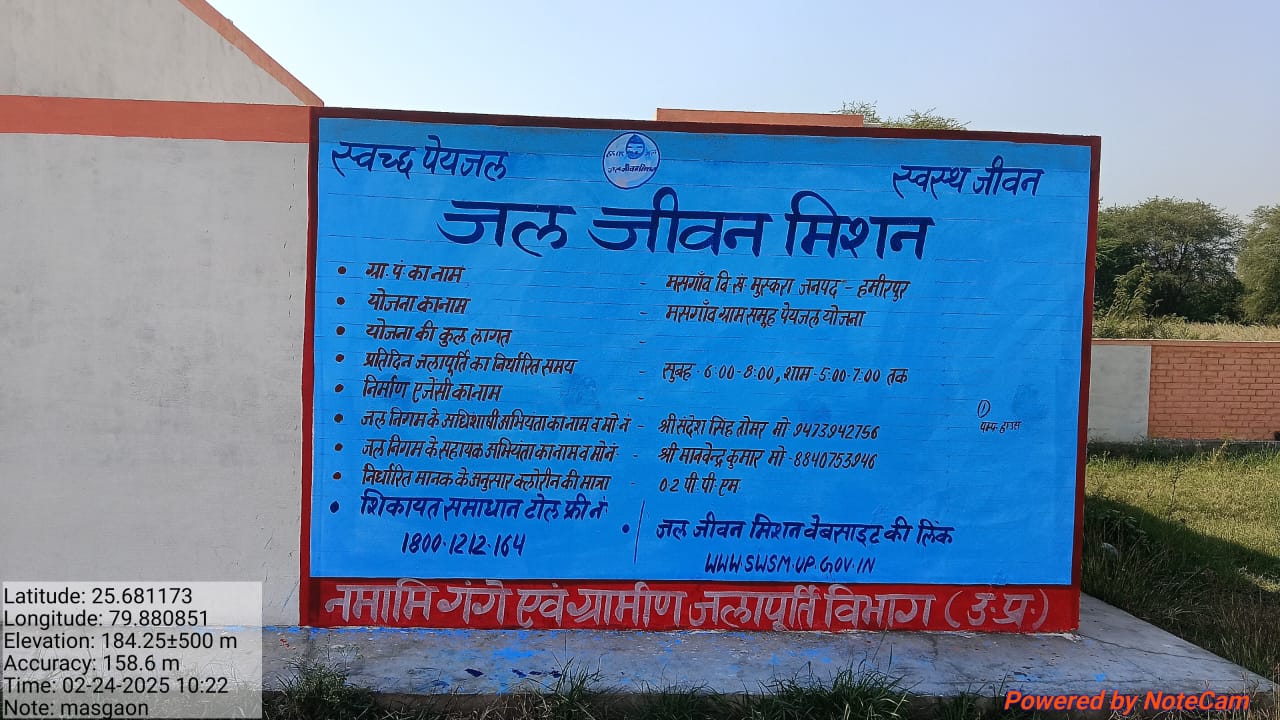 स्वच्छ पेयजल
स्वस्थ जीवन
जल जीवन मिशन
• ग्रा. पं. का नाम - मसगाँव वि सं मुस्करा जनपद - हमीरपुर
• योजना का नाम - मसगाँव ग्राम समूह पेयजल योजना
• योजना की कुल लागत -
• प्रतिदिन जलापूर्ति का निर्धारित समय - सुबह - 6:00-8:00, शाम - 5:00-7:00 तक
• निर्माण एजेंसी का नाम -
• जल निगम के अधिशाषी अभियंता का नाम व मो नं - श्री संदेश सिंह तोमर मो 9473942756
• जल निगम के सहायक अभियंता का नाम व मो नं - श्री मानवेन्द्र कुमार मो - 8840753946
• निर्धारित मानक के अनुसार क्लोरीन की मात्रा - 0.2 पी पी एम
① पम्प हाउस
• शिकायत समाधान टोल फ्री नं
1800.1212.164
• जल जीवन मिशन वेबसाइट की लिंक
WWW.SWSM.UP.GOV.IN
नमामि गंगे एवं ग्रामीण जलापूर्ति विभाग (उ.प्र.)
Latitude: 25.681173
Longitude: 79.880851
Elevation: 184.25±500 m
Accuracy: 158.6 m
Time: 02-24-2025 10:22
Note: masgaon
Powered by NoteCam